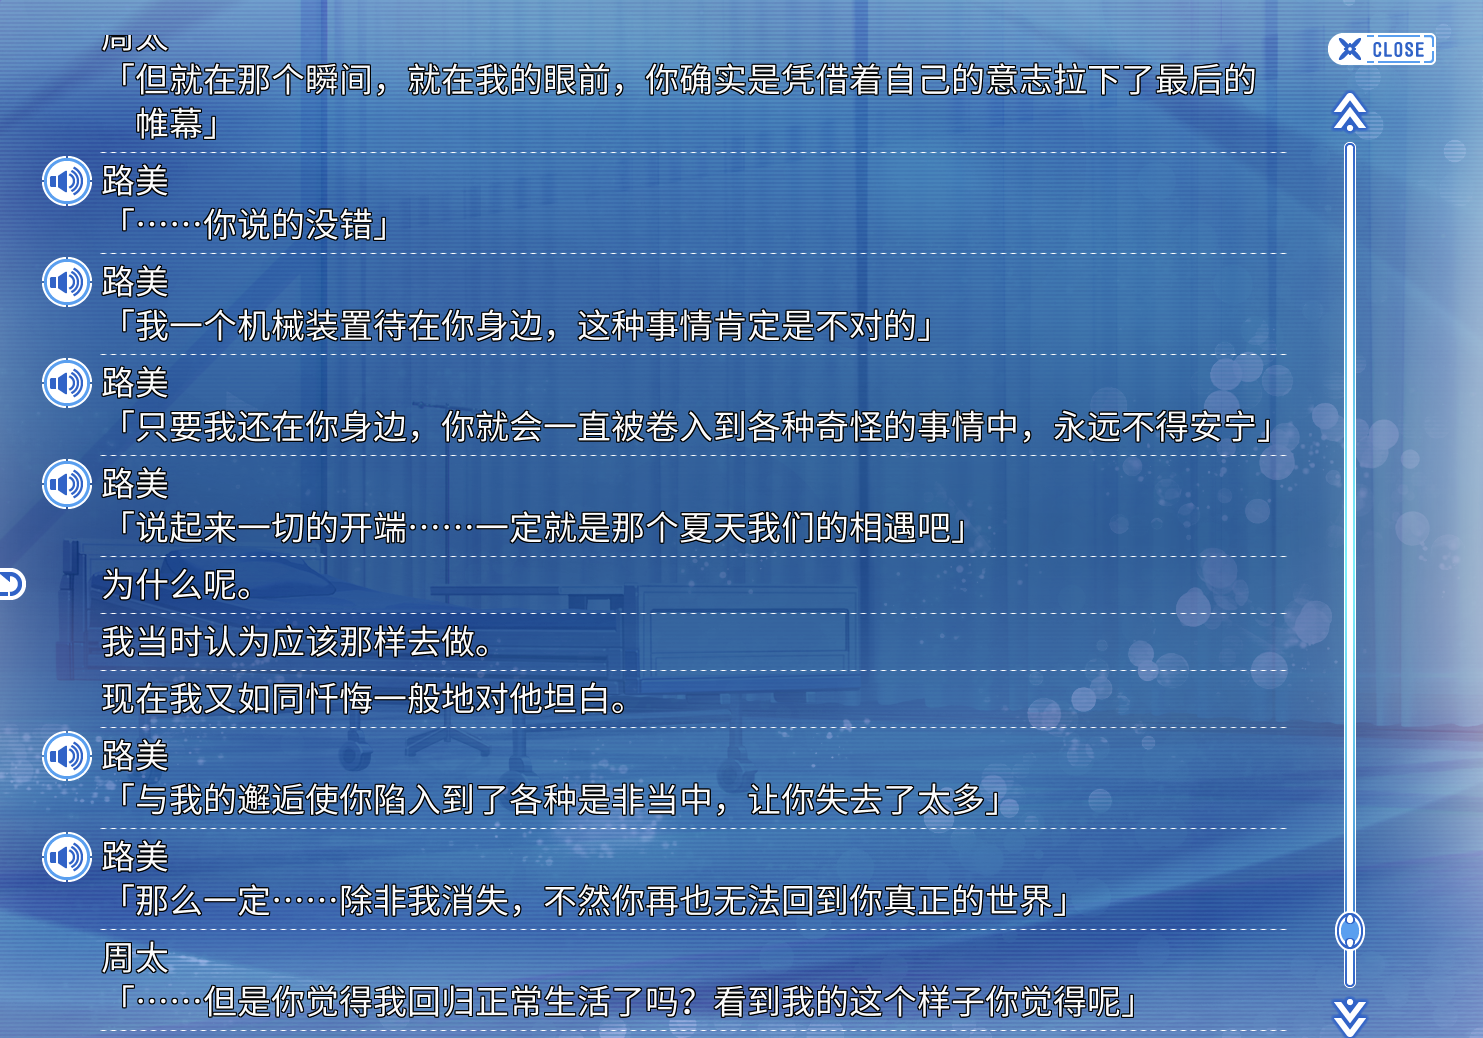 周太
「但就在那个瞬间，就在我的眼前，你确实是凭借着自己的意志拉下了最后的
帷幕」
路美
「……你说的没错」
路美
「我一个机械装置待在你身边，这种事情肯定是不对的」
路美
「只要我还在你身边，你就会一直被卷入到各种奇怪的事情中，永远不得安宁」
路美
「说起来一切的开端……一定就是那个夏天我们的相遇吧」
为什么呢。
我当时认为应该那样去做。
现在我又如同忏悔一般地对他坦白。
路美
「与我的邂逅使你陷入到了各种是非当中，让你失去了太多」
路美
「那么一定……除非我消失，不然你再也无法回到你真正的世界」
周太
「……但是你觉得我回归正常生活了吗？看到我的这个样子你觉得呢」
CLOSE